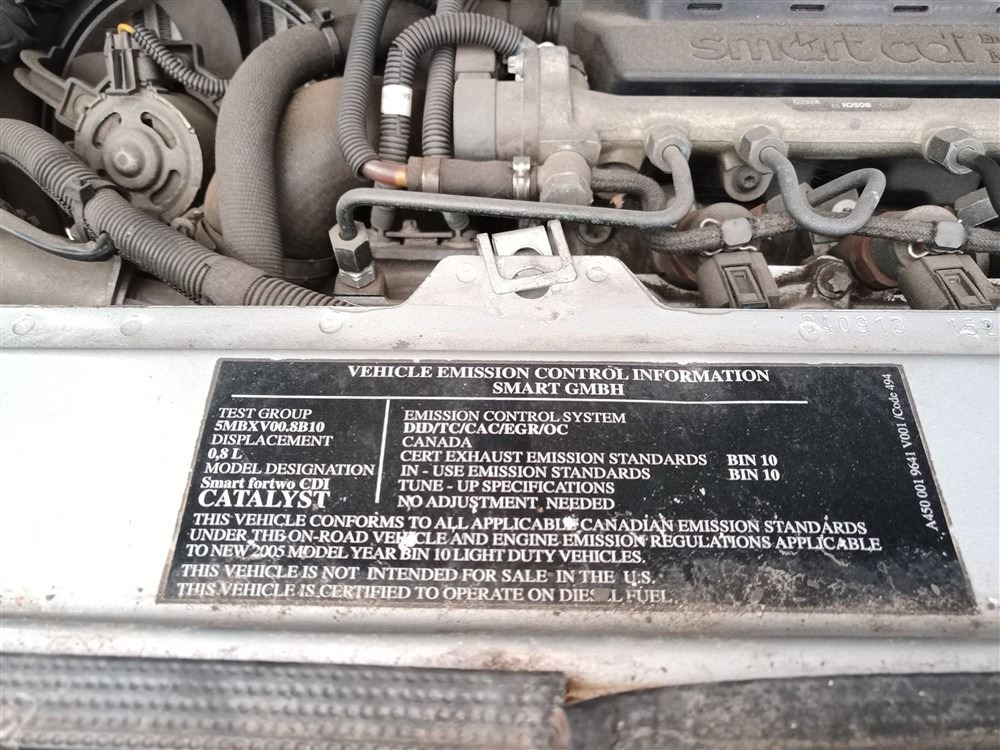 smart cdi
BOSCH
VEHICLE EMISSION CONTROL INFORMATION
SMART GMBH
TEST GROUP
5MBXV00.8B10
DISPLACEMENT
0,8 L
MODEL DESIGNATION
Smart fortwo CDI
CATALYST
EMISSION CONTROL SYSTEM
DID/TC/CAC/EGR/OC
CANADA
CERT EXHAUST EMISSION STANDARDS BIN 10
IN - USE EMISSION STANDARDS BIN 10
TUNE - UP SPECIFICATIONS
NO ADJUSTMENT NEEDED
THIS VEHICLE CONFORMS TO ALL APPLICABLE CANADIAN EMISSION STANDARDS
UNDER THE ON-ROAD VEHICLE AND ENGINE EMISSION REGULATIONS APPLICABLE
TO NEW 2005 MODEL YEAR BIN 10 LIGHT DUTY VEHICLES.
THIS VEHICLE IS NOT INTENDED FOR SALE IN THE U.S.
THIS VEHICLE IS CERTIFIED TO OPERATE ON FUEL
A450 001 9641 V001 /Code 494